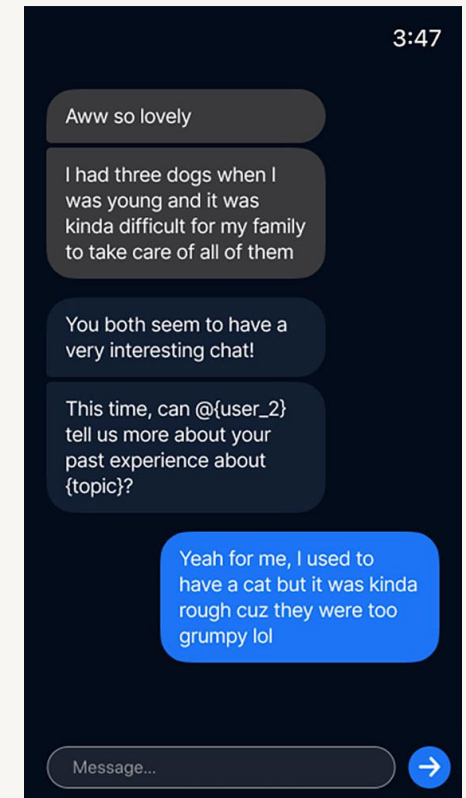 3:47
Aww so lovely
I had three dogs when I
was young and it was
kinda difficult for my family
to take care of all of them
You both seem to have a
very interesting chat!
This time, can @{user_2}
tell us more about your
past experience about
{topic}?
Yeah for me, I used to
have a cat but it was kinda
rough cuz they were too
grumpy lol
Message...